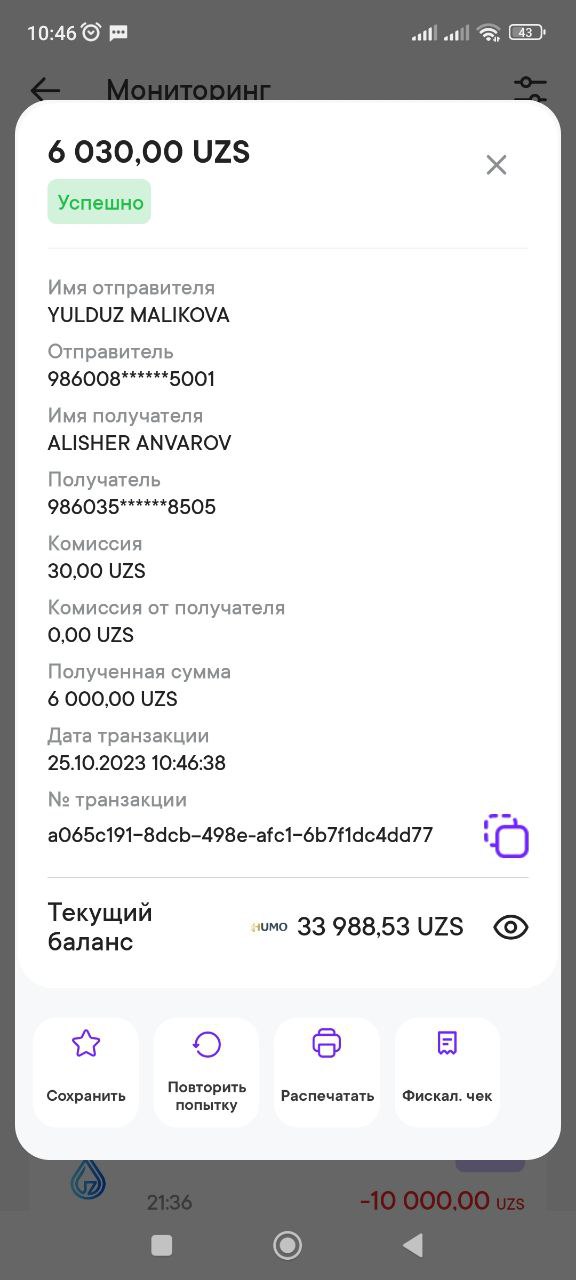 10:46
43
Мониторинг
6 030,00 UZS
Успешно
Имя отправителя
YULDUZ MALIKOVA
Отправитель
986008******5001
Имя получателя
ALISHER ANVAROV
Получатель
986035******8505
Комиссия
30,00 UZS
Комиссия от получателя
0,00 UZS
Полученная сумма
6 000,00 UZS
Дата транзакции
25.10.2023 10:46:38
№ транзакции
a065c191-8dcb-498e-afc1-6b7f1dc4dd77
Текущий
баланс
HUMO 33 988,53 UZS
Сохранить
Повторить
попытку
Распечатать
Фискал. чек
21:36
-10 000,00 UZS